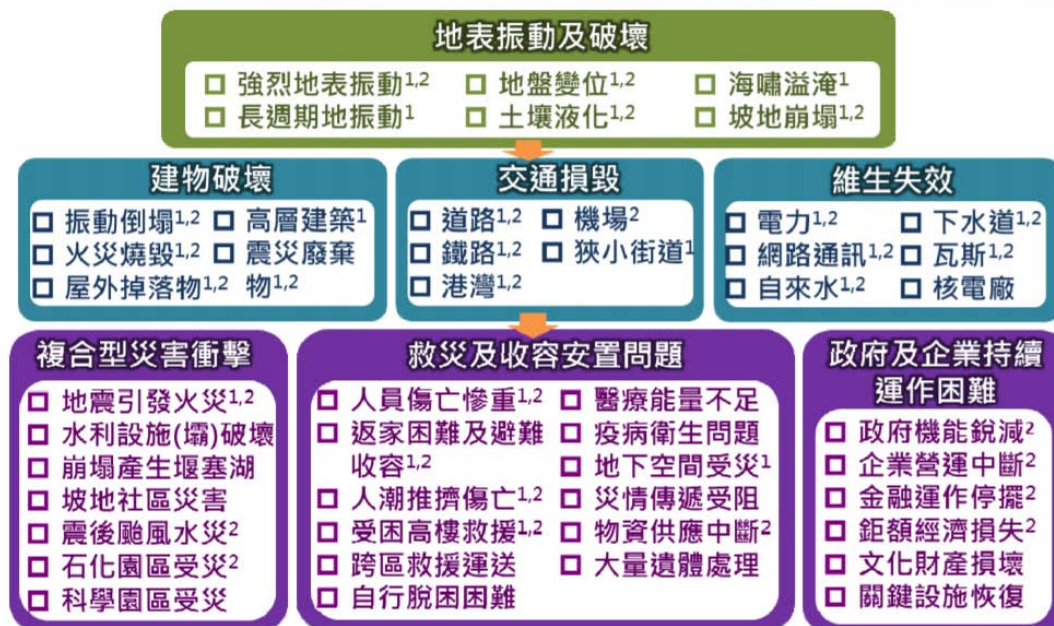 地表振動及破壞
□ 強烈地表振動1,2 □ 地盤變位1,2 □ 海嘯溢淹1
□ 長週期地振動1 □ 土壤液化1,2 □ 坡地崩塌1,2
建物破壞
□ 振動倒塌1,2 □ 高層建築1
□ 火災燒毀1,2 □ 震災廢棄
□ 屋外掉落物1,2 物1,2
交通損毀
□ 道路1,2 □ 機場2
□ 鐵路1,2 □ 狹小街道1
□ 港灣1,2
維生失效
□ 電力1,2 □ 下水道1,2
□ 網路通訊1,2 □ 瓦斯1,2
□ 自來水1,2 □ 核電廠
複合型災害衝擊
□ 地震引發火災1,2
□ 水利設施(壩)破壞
□ 崩塌產生堰塞湖
□ 坡地社區災害
□ 震後颱風水災2
□ 石化園區受災2
□ 科學園區受災
救災及收容安置問題
□ 人員傷亡慘重1,2
□ 返家困難及避難
收容1,2
□ 人潮推擠傷亡1,2
□ 受困高樓救援1,2
□ 跨區救援運送
□ 自行脫困困難
□ 醫療能量不足
□ 疫病衛生問題
□ 地下空間受災1
□ 災情傳遞受阻
□ 物資供應中斷2
□ 大量遺體處理
政府及企業持續
運作困難
□ 政府機能銳減2
□ 企業營運中斷2
□ 金融運作停擺2
□ 鉅額經濟損失2
□ 文化財產損壞
□ 關鍵設施恢復